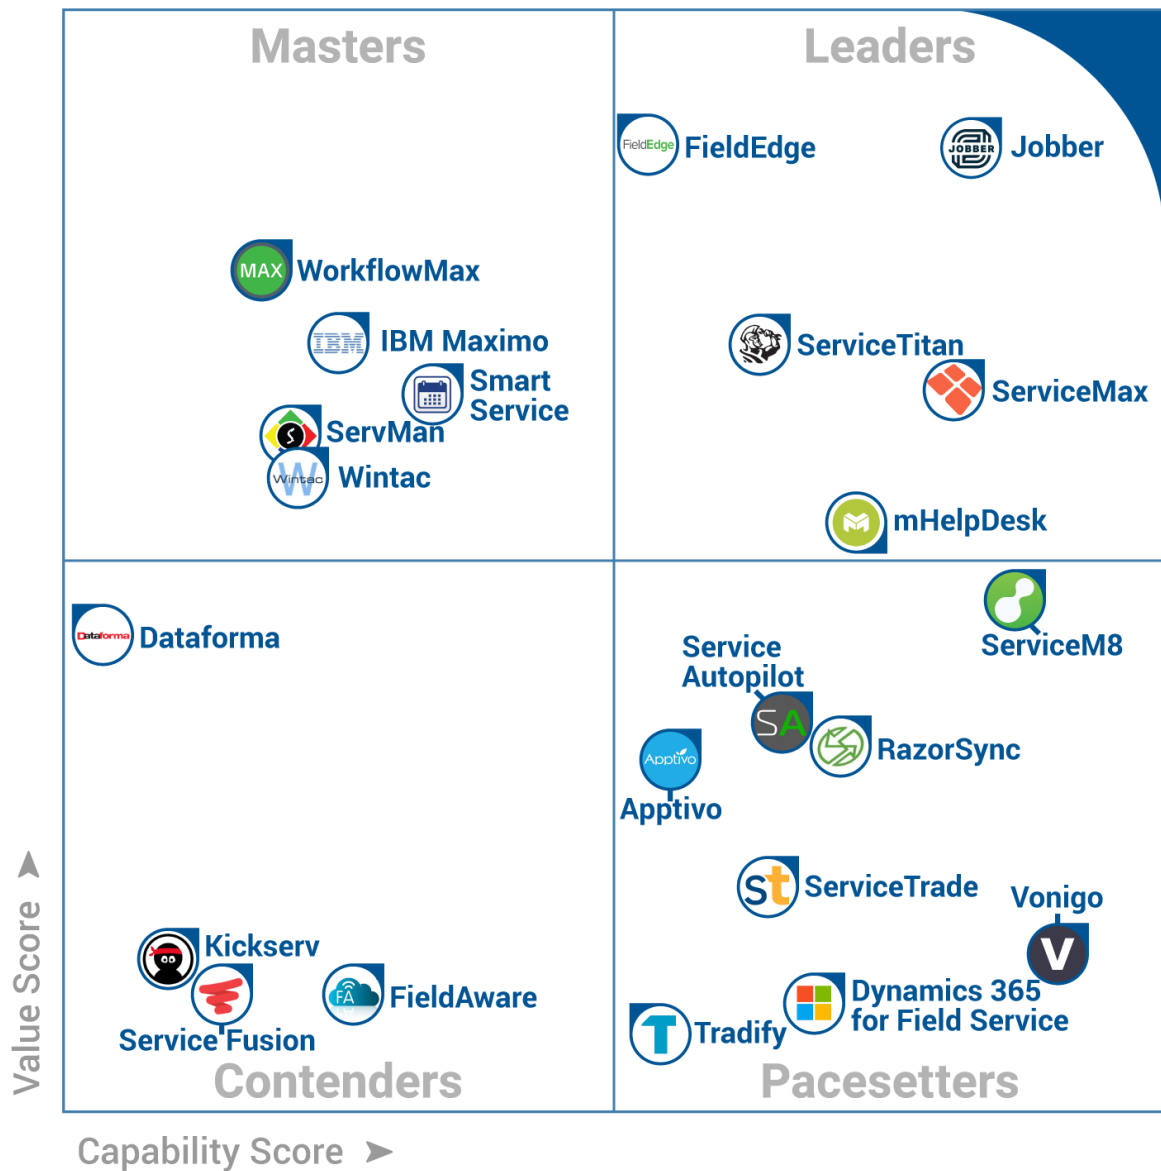 Masters
Leaders
FieldEdge
FieldEdge
JOBBER
Jobber
MAX
WorkflowMax
IBM
IBM Maximo
ServiceTitan
Smart
Service
ServiceMax
S
ServMan
Wintac
Wintac
mHelpDesk
Dataforma
Dataforma
ServiceM8
Service
Autopilot
SA
RazorSync
Apptivo
Apptivo
st
ServiceTrade
Vonigo
V
Kickserv
FA
FieldAware
Service Fusion
Dynamics 365
for Field Service
T
Tradify
Contenders
Pacesetters
Value Score
Capability Score